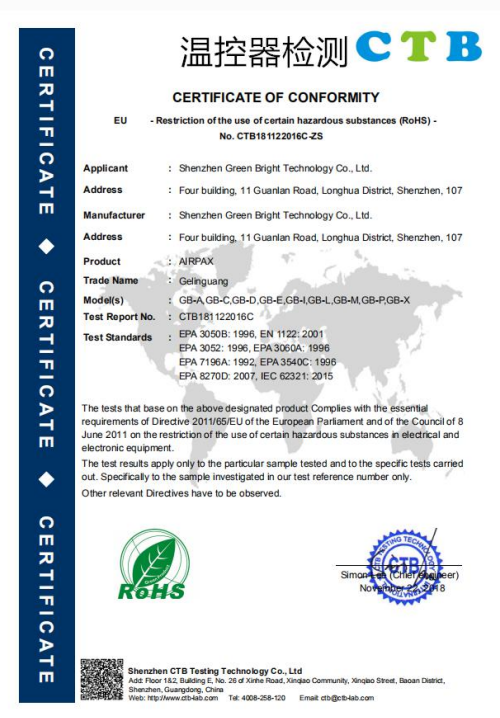 温控器检测 CTB
CERTIFICATE OF CONFORMITY
EU - Restriction of the use of certain hazardous substances (RoHS) -
No. CTB181122016C-ZS
Applicant : Shenzhen Green Bright Technology Co., Ltd.
Address : Four building, 11 Guanlan Road, Longhua District, Shenzhen, 107
Manufacturer : Shenzhen Green Bright Technology Co., Ltd.
Address : Four building, 11 Guanlan Road, Longhua District, Shenzhen, 107
Product : AIRPAX
Trade Name : Gelinguang
Model(s) : GB-A,GB-C,GB-D,GB-E,GB-I,GB-L,GB-M,GB-P,GB-X
Test Report No. : CTB181122016C
Test Standards : EPA 3050B: 1996, EN 1122: 2001
EPA 3052: 1996, EPA 3060A: 1996
EPA 7196A: 1992, EPA 3540C: 1996
EPA 8270D: 2007, IEC 62321: 2015
The tests that base on the above designated product Complies with the essential
requirements of Directive 2011/65/EU of the European Parliament and of the Council of 8
June 2011 on the restriction of the use of certain hazardous substances in electrical and
electronic equipment.
The test results apply only to the particular sample tested and to the specific tests carried
out. Specifically to the sample investigated in our test reference number only.
Other relevant Directives have to be observed.
RoHS
CTB TESTING TECHNOLOGY
CTB
Simon Lee (Chief Engineer)
November 22, 2018
Shenzhen CTB Testing Technology Co., Ltd
Add: Floor 1&2, Building E, No. 26 of Xinhe Road, Xinqiao Community, Xinqiao Street, Baoan District,
Shenzhen, Guangdong, China
Web: http://www.ctb-lab.com Tel: 4008-258-120 Email: ctb@ctb-lab.com
CERTIFICATE ◆ CERTIFICATE ◆ CERTIFICATE